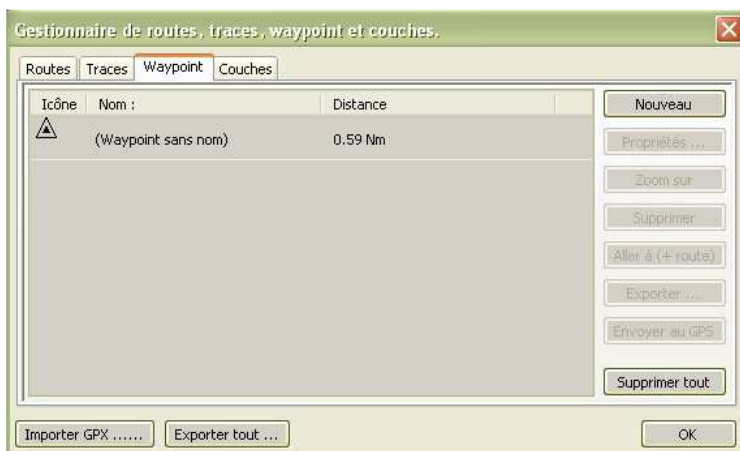 Gestionnaire de routes, traces, waypoint et couches.
Routes Traces Waypoint Couches
Icône Nom : Distance
(Waypoint sans nom) 0.59 Nm
Nouveau
Propriétés ...
Zoom sur
Supprimer
Aller à (+ route)
Exporter ...
Envoyer au GPS
Supprimer tout
Importer GPX ...... Exporter tout ... OK